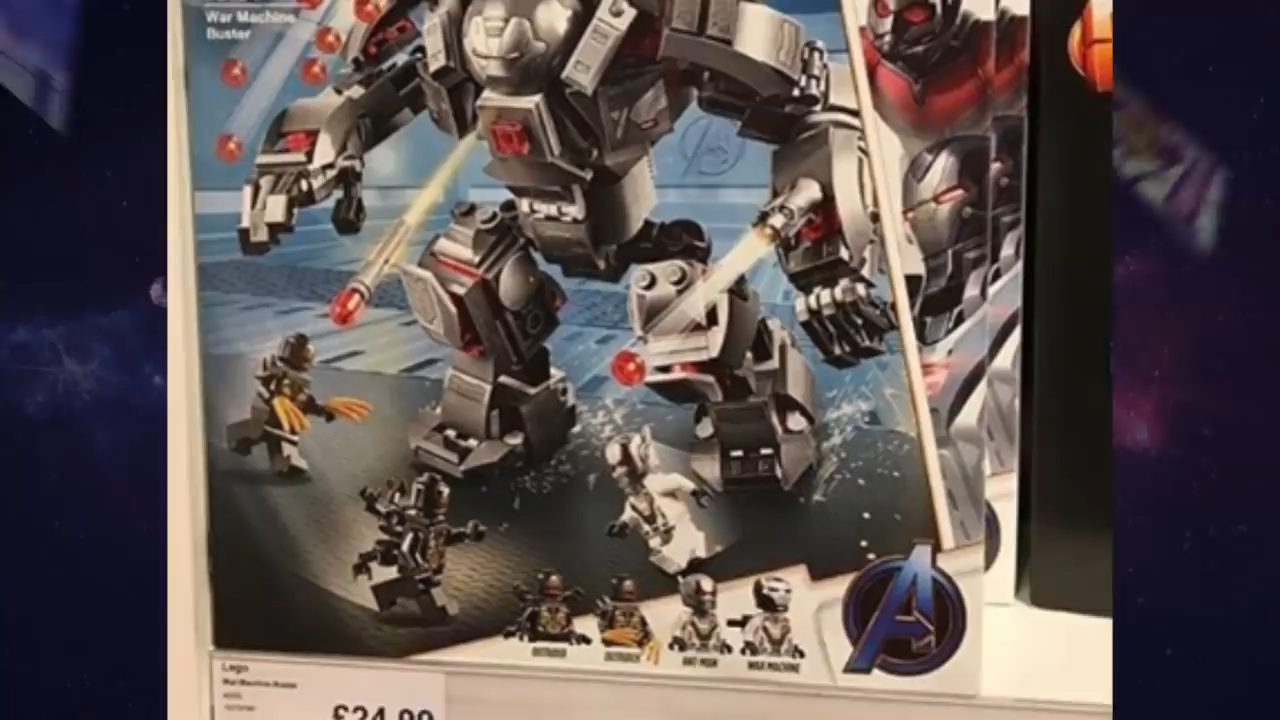 War Machine
Buster
OUTRIDER
OUTRIDER
ANT-MAN
WAR MACHINE
Lego
War Machine Buster
£24.99